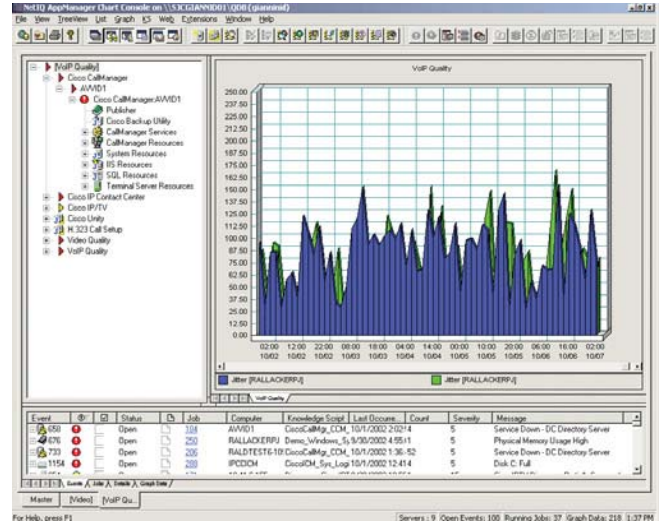 NetIQ AppManager Chart Console on \\SJCGIANNID01\QDB (giannid)
File View TreeView List Graph KS Web Extensions Window Help
[VoIP Quality]
Cisco CallManager
AVVID1
Cisco CallManager:AVVID1
Publisher
Cisco Backup Utility
CallManager Services
CallManager Resources
System Resources
IIS Resources
SQL Resources
Terminal Server Resources
Cisco IP Contact Center
Cisco IP/TV
Cisco Unity
H.323 Call Setup
Video Quality
VoIP Quality
VoIP Quality
250.00
237.50
225.00
212.50
200.00
187.50
175.00
162.50
150.00
137.50
125.00
112.50
100.00
87.50
75.00
62.50
50.00
37.50
25.00
12.50
0.00
02:00 12:00 22:00 08:00 18:00 04:00 14:00 00:00 10:00 20:00 06:00 16:00 02:00
10/02 10/02 10/02 10/03 10/03 10/04 10/04 10/05 10/05 10/05 10/06 10/06 10/07
Jitter [RALLACKERPJ] Jitter [RALLACKERPJ]
VoIP Quality
Event Status Job Computer Knowledge Script Last Occurre... Count Severity Message
658 Open 104 AVVID1 CiscoCallMgr_CCM_ 10/1/2002 2:02 14 5 Service Down - DC Directory Server
676 Open 250 RALLACKERPJ Demo_Windows_Sy 9/30/2002 4:55 1 5 Physical Memory Usage High
733 Open 206 RALDTEST6-10 CiscoCallMgr_CCM_ 10/1/2002 1:36 52 5 Service Down - DC Directory Server
1154 Open 288 IPCDCM CiscoICM_Sys_Logi 10/1/2002 12:41 4 5 Disk C: Full
Events Jobs Details Graph Data
Master [Video] [VoIP Qu...
For Help, press F1 Servers : 9 Open Events: 100 Running Jobs: 37 Graph Data: 218 1:37 PM